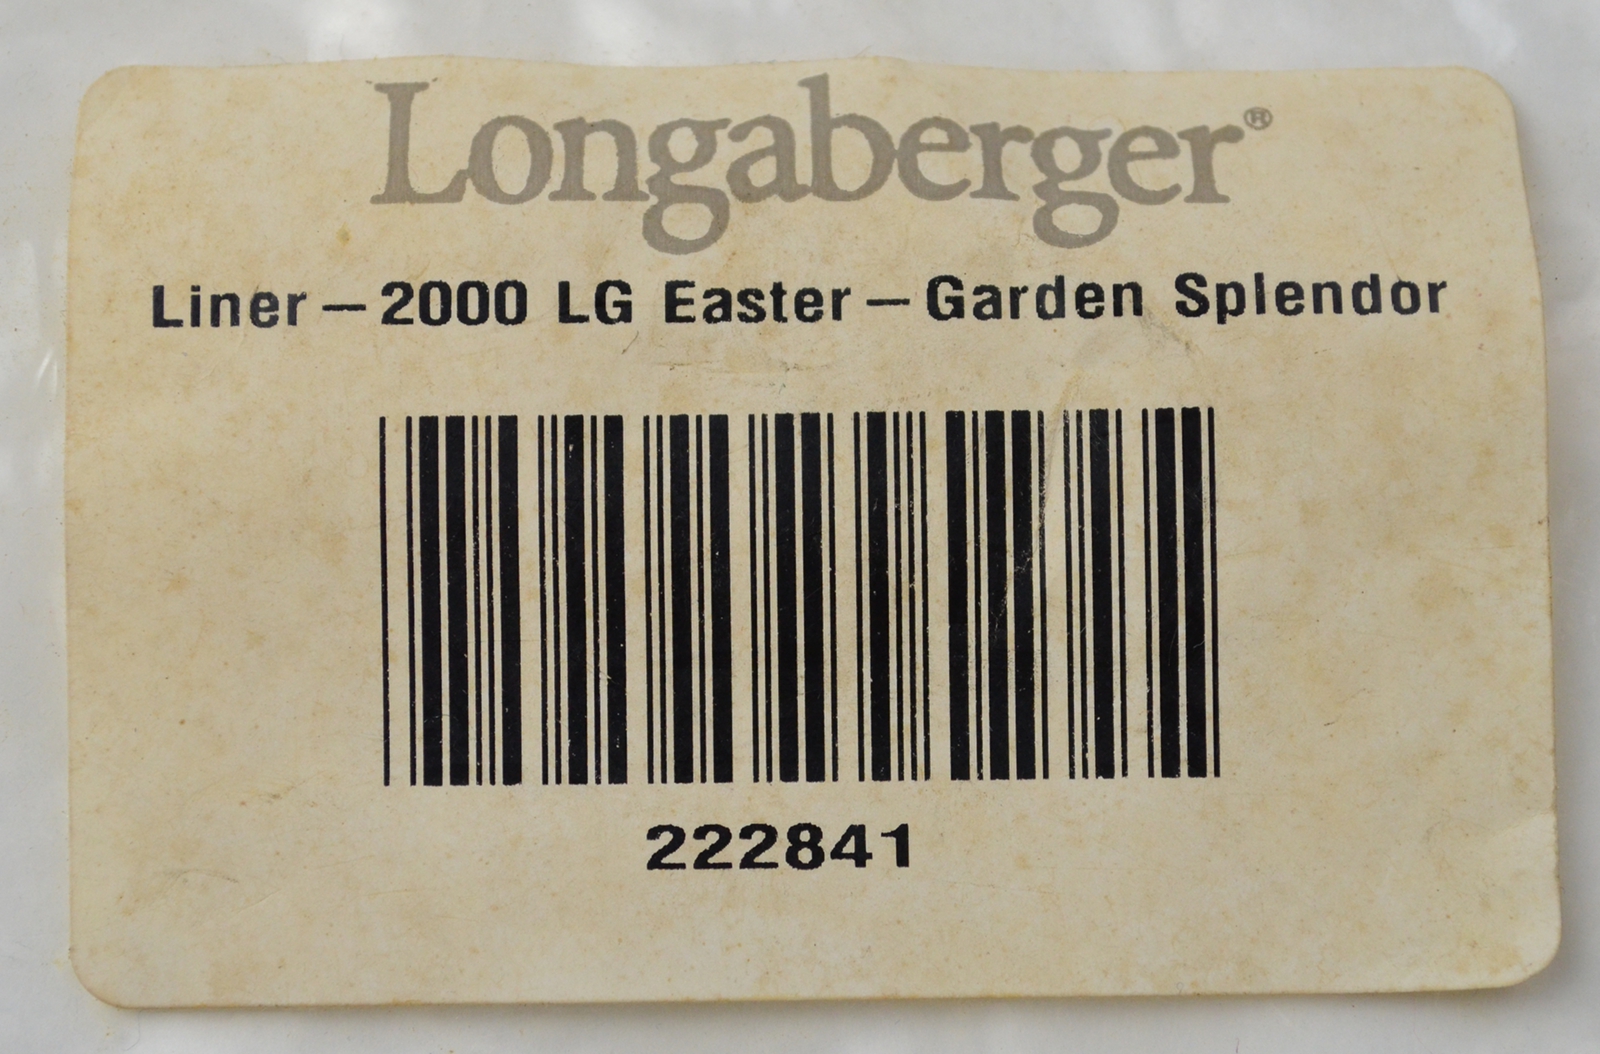 Longaberger®
Liner – 2000 LG Easter – Garden Splendor
222841